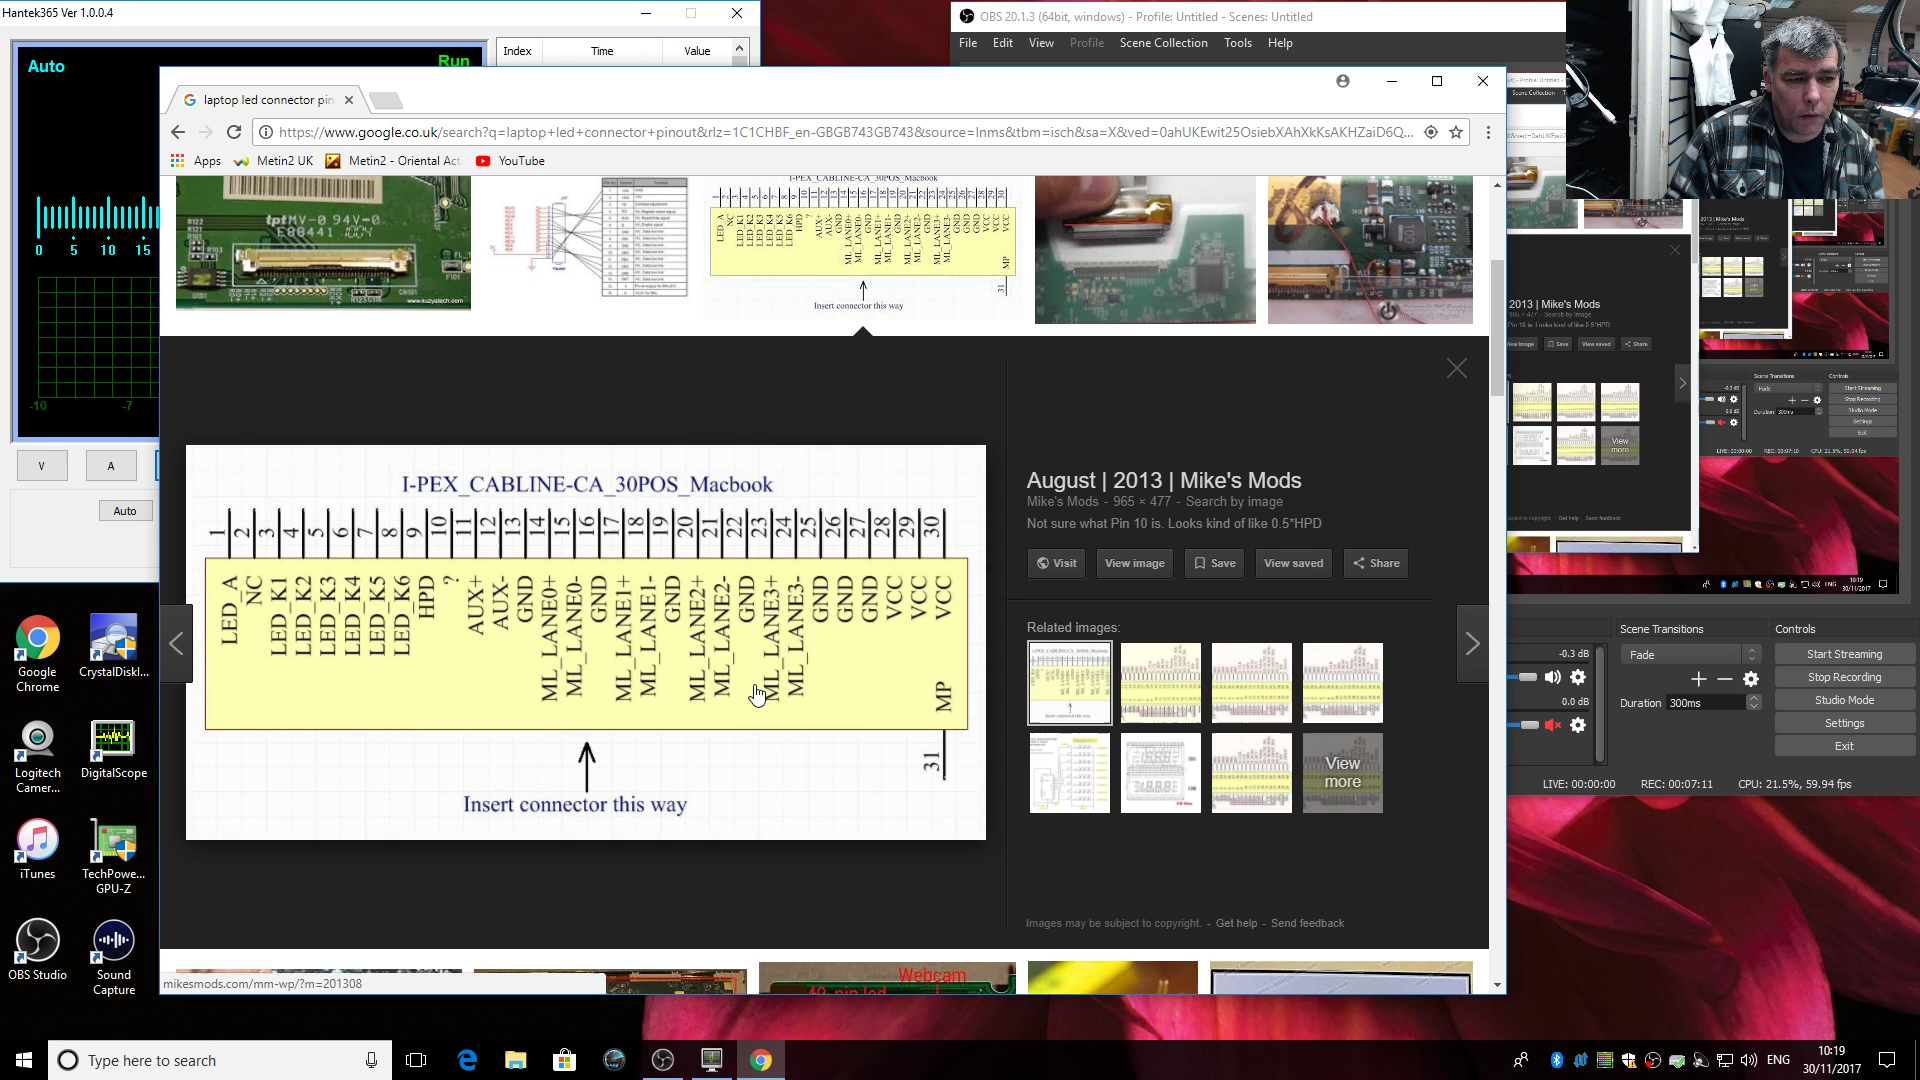 Hantek365 Ver 1.0.0.4
Index Time Value
Auto
Run
0 5 10 15
-10 -7
V A
Auto
OBS 20.1.3 (64bit, windows) - Profile: Untitled - Scenes: Untitled
File Edit View Profile Scene Collection Tools Help
laptop led connector pin
https://www.google.co.uk/search?q=laptop+led+connector+pinout&rlz=1C1CHBF_en-GBGB743GB743&source=lnms&tbm=isch&sa=X&ved=0ahUKEwit25OsiebXAhXkKsAKHZaiD6Q...
Apps Metin2 UK Metin2 - Oriental Act YouTube
tpt MV-0 94V-0
E88441 1004
www.kuzyatech.com
I-PEX_CABLINE-CA_30POS_Macbook
Insert connector this way
I-PEX_CABLINE-CA_30POS_Macbook
1 2 3 4 5 6 7 8 9 10 11 12 13 14 15 16 17 18 19 20 21 22 23 24 25 26 27 28 29 30
LED_A NC LED_K1 LED_K2 LED_K3 LED_K4 LED_K5 LED_K6 HPD ? AUX+ AUX- GND ML_LANE0+ ML_LANE0- GND ML_LANE1+ ML_LANE1- GND ML_LANE2+ ML_LANE2- GND ML_LANE3+ ML_LANE3- GND GND GND VCC VCC VCC
MP
31
Insert connector this way
August | 2013 | Mike's Mods
Mike's Mods - 965 × 477 - Search by image
Not sure what Pin 10 is. Looks kind of like 0.5*HPD
Visit View image Save View saved Share
Related images:
View more
Images may be subject to copyright. - Get help - Send feedback
Webcam
mikesmods.com/mm-wp/?m=201308
Google Chrome
CrystalDiskI...
Logitech Camer...
DigitalScope
iTunes
TechPowe... GPU-Z
OBS Studio
Sound Capture
-0.3 dB
0.0 dB
Scene Transitions
Fade
Duration 300ms
Controls
Start Streaming
Stop Recording
Studio Mode
Settings
Exit
LIVE: 00:00:00 REC: 00:07:11 CPU: 21.5%, 59.94 fps
Type here to search
ENG
10:19
30/11/2017